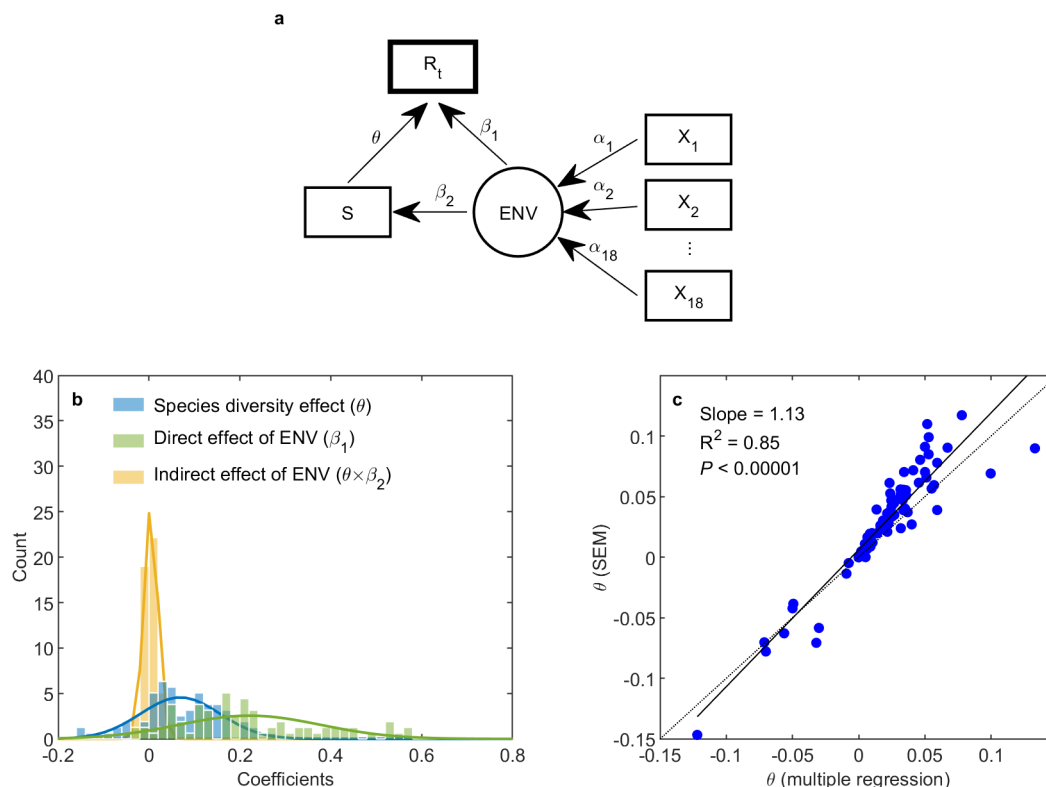 a
R_t
θ
β_1
S
β_2
ENV
α_1
α_2
α_18
X_1
X_2
⋮
X_18
b
Species diversity effect (θ)
Direct effect of ENV (β_1)
Indirect effect of ENV (θ×β_2)
40
35
30
25
20
15
10
5
0
Count
-0.2
0
0.2
0.4
0.6
0.8
Coefficients
c
Slope = 1.13
R^2 = 0.85
P < 0.00001
0.1
0.05
0
-0.05
-0.1
-0.15
θ (SEM)
-0.15
-0.1
-0.05
0
0.05
0.1
θ (multiple regression)